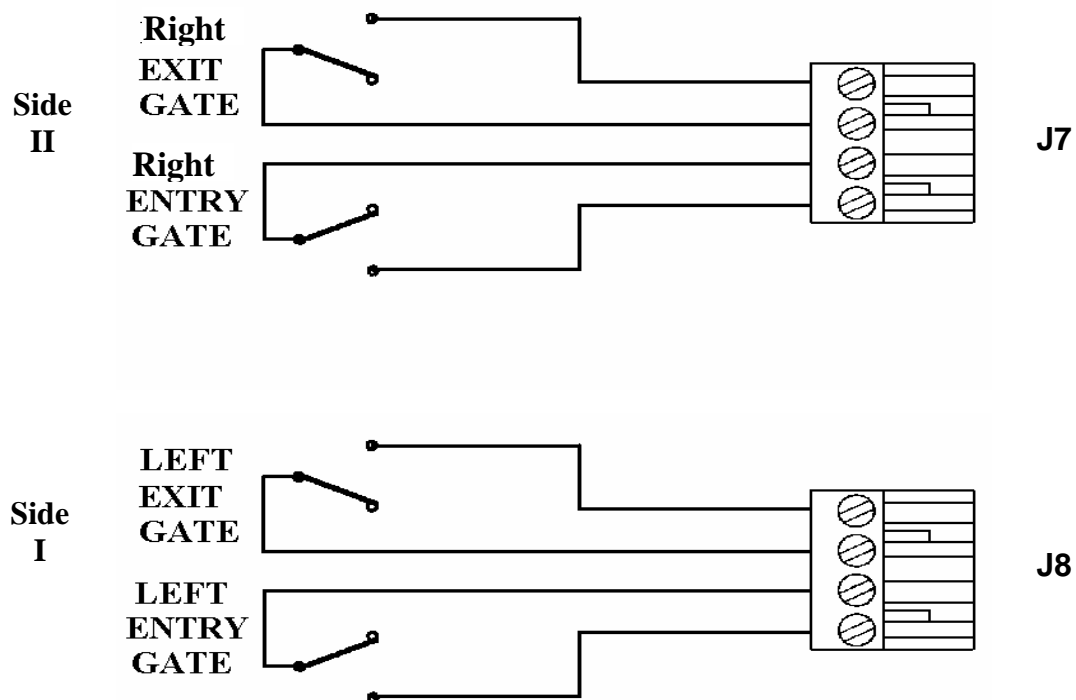 Right
EXIT
GATE
Side
II
J7
Right
ENTRY
GATE
LEFT
EXIT
GATE
Side
I
J8
LEFT
ENTRY
GATE